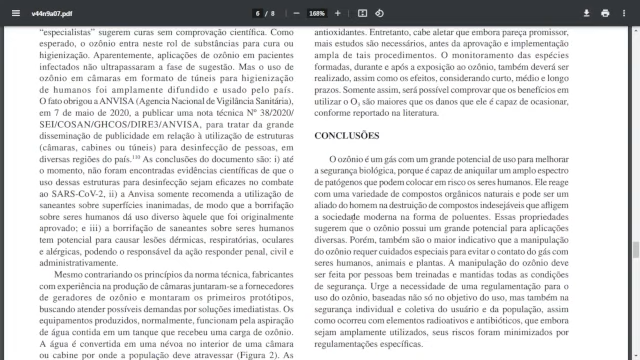 v44n9a07.pdf
6 / 8
168%
"especialistas" sugerem curas sem comprovação científica. Como
esperado, o ozônio entra neste rol de substâncias para cura ou
higienização. Aparentemente, aplicações de ozônio em pacientes
infectados não ultrapassaram a fase de sugestão. Mas o uso de
ozônio em câmaras em formato de túneis para higienização
de humanos foi amplamente difundido e usado pelo país.
O fato obrigou a ANVISA (Agencia Nacional de Vigilância Sanitária),
em 7 de maio de 2020, a publicar uma nota técnica Nº 38/2020/
SEI/COSAN/GHCOS/DIRE3/ANVISA, para tratar da grande
disseminação de publicidade em relação à utilização de estruturas
(câmaras, cabines ou túneis) para desinfecção de pessoas, em
diversas regiões do país.¹¹⁰ As conclusões do documento são: i) até
o momento, não foram encontradas evidências científicas de que o
uso dessas estruturas para desinfecção sejam eficazes no combate
ao SARS-CoV-2, ii) a Anvisa somente recomenda a utilização de
saneantes sobre superfícies inanimadas, de modo que a borrifação
sobre seres humanos dá uso diverso àquele que foi originalmente
aprovado; e iii) a borrifação de saneantes sobre seres humanos
tem potencial para causar lesões dérmicas, respiratórias, oculares
e alérgicas, podendo o responsável da ação responder penal, civil e
administrativamente.
Mesmo contrariando os princípios da norma técnica, fabricantes
com experiência na produção de câmaras juntaram-se a fornecedores
de geradores de ozônio e montaram os primeiros protótipos,
buscando atender possíveis demandas por soluções imediatistas. Os
equipamentos produzidos, normalmente, funcionam pela aspiração
de água contida em um tanque que recebeu uma carga de ozônio.
A água é convertida em uma névoa no interior de uma câmara
ou cabine por onde a população deve atravessar (Figura 2). As
antioxidantes. Entretanto, cabe aletar que embora pareça promissor,
mais estudos são necessários, antes da aprovação e implementação
ampla de tais procedimentos. O monitoramento das espécies
formadas, durante e após a exposição ao ozônio, também deverá ser
realizado, assim como os efeitos, considerando curto, médio e longo
prazos. Somente assim, será possível comprovar que os benefícios em
utilizar o O₃ são maiores que os danos que ele é capaz de ocasionar,
conforme reportado na literatura.
CONCLUSÕES
O ozônio é um gás com um grande potencial de uso para melhorar
a segurança biológica, porque é capaz de aniquilar um amplo espectro
de patógenos que podem colocar em risco os seres humanos. Ele reage
com uma variedade de compostos orgânicos naturais e pode ser um
aliado do homem na destruição de compostos indesejáveis que afligem
a sociedade moderna na forma de poluentes. Essas propriedades
sugerem que o ozônio possui um grande potencial para aplicações
diversas. Porém, também são o maior indicativo que a manipulação
do ozônio requer cuidados especiais para evitar o contato do gás com
seres humanos, animais e plantas. A manipulação do ozônio deve
ser feita por pessoas bem treinadas e mantidas todas as condições
de segurança. Urge a necessidade de uma regulamentação para o
uso do ozônio, baseadas não só no objetivo do uso, mas também na
segurança individual e coletiva do usuário e da população, assim
como ocorreu com elementos radioativos e antibióticos, que embora
sejam amplamente utilizados, seus riscos foram minimizados por
regulamentações específicas.